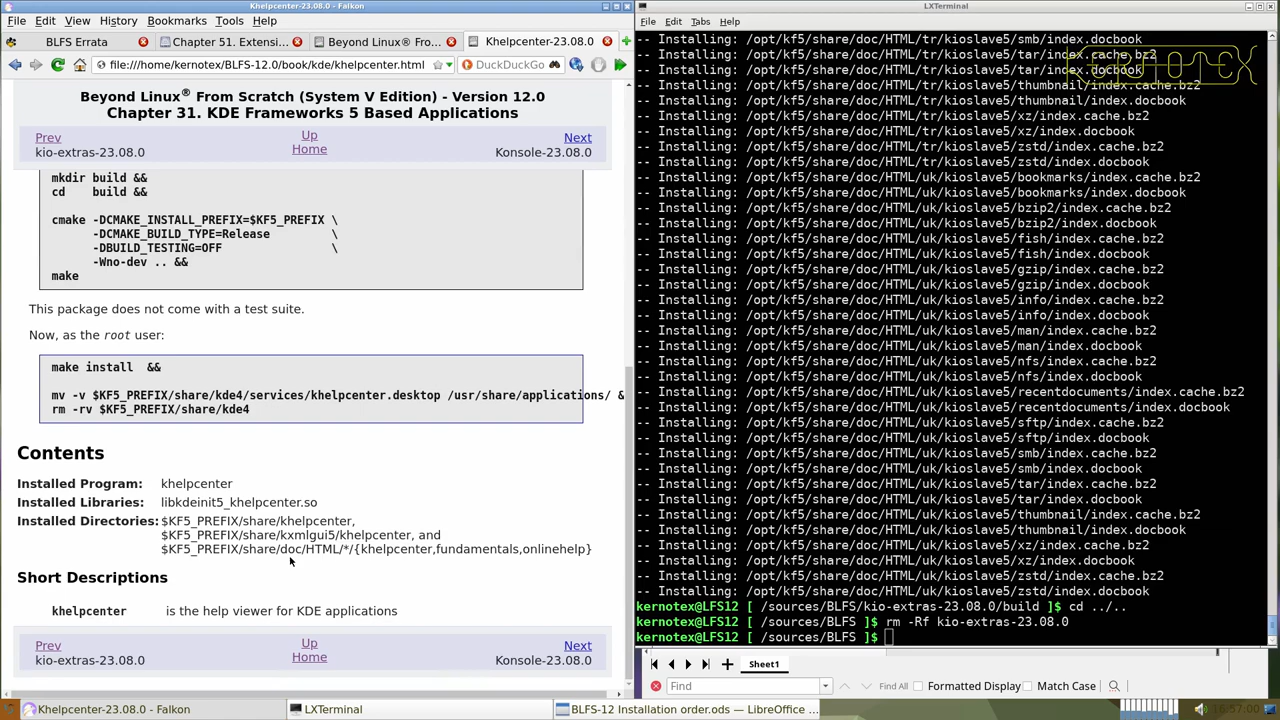 Khelpcenter-23.08.0 - Falkon
File Edit View History Bookmarks Tools Help
BLFS Errata
Chapter 51. Extensi...
Beyond Linux® Fro...
Khelpcenter-23.08.0
file:///home/kernotex/BLFS-12.0/book/kde/khelpcenter.html
DuckDuckGo
Beyond Linux® From Scratch (System V Edition) - Version 12.0
Chapter 31. KDE Frameworks 5 Based Applications
Prev Up Next
kio-extras-23.08.0 Home Konsole-23.08.0
mkdir build &&
cd    build &&
cmake -DCMAKE_INSTALL_PREFIX=$KF5_PREFIX \
-DCMAKE_BUILD_TYPE=Release \
-DBUILD_TESTING=OFF \
-Wno-dev .. &&
make
This package does not come with a test suite.
Now, as the root user:
make install  &&
mv -v $KF5_PREFIX/share/kde4/services/khelpcenter.desktop /usr/share/applications/ &
rm -rv $KF5_PREFIX/share/kde4
Contents
Installed Program: khelpcenter
Installed Libraries: libkdeinit5_khelpcenter.so
Installed Directories: $KF5_PREFIX/share/khelpcenter,
$KF5_PREFIX/share/kxmlgui5/khelpcenter, and
$KF5_PREFIX/share/doc/HTML/*/{khelpcenter,fundamentals,onlinehelp}
Short Descriptions
khelpcenter is the help viewer for KDE applications
Prev Up Next
kio-extras-23.08.0 Home Konsole-23.08.0
LXTerminal
File Edit Tabs Help
KERNOTEX
-- Installing: /opt/kf5/share/doc/HTML/tr/kioslave5/smb/index.docbook
-- Installing: /opt/kf5/share/doc/HTML/tr/kioslave5/tar/index.cache.bz2
-- Installing: /opt/kf5/share/doc/HTML/tr/kioslave5/tar/index.docbook
-- Installing: /opt/kf5/share/doc/HTML/tr/kioslave5/thumbnail/index.cache.bz2
-- Installing: /opt/kf5/share/doc/HTML/tr/kioslave5/thumbnail/index.docbook
-- Installing: /opt/kf5/share/doc/HTML/tr/kioslave5/xz/index.cache.bz2
-- Installing: /opt/kf5/share/doc/HTML/tr/kioslave5/xz/index.docbook
-- Installing: /opt/kf5/share/doc/HTML/tr/kioslave5/zstd/index.cache.bz2
-- Installing: /opt/kf5/share/doc/HTML/tr/kioslave5/zstd/index.docbook
-- Installing: /opt/kf5/share/doc/HTML/uk/kioslave5/bookmarks/index.cache.bz2
-- Installing: /opt/kf5/share/doc/HTML/uk/kioslave5/bookmarks/index.docbook
-- Installing: /opt/kf5/share/doc/HTML/uk/kioslave5/bzip2/index.cache.bz2
-- Installing: /opt/kf5/share/doc/HTML/uk/kioslave5/bzip2/index.docbook
-- Installing: /opt/kf5/share/doc/HTML/uk/kioslave5/fish/index.cache.bz2
-- Installing: /opt/kf5/share/doc/HTML/uk/kioslave5/fish/index.docbook
-- Installing: /opt/kf5/share/doc/HTML/uk/kioslave5/gzip/index.cache.bz2
-- Installing: /opt/kf5/share/doc/HTML/uk/kioslave5/gzip/index.docbook
-- Installing: /opt/kf5/share/doc/HTML/uk/kioslave5/info/index.cache.bz2
-- Installing: /opt/kf5/share/doc/HTML/uk/kioslave5/info/index.docbook
-- Installing: /opt/kf5/share/doc/HTML/uk/kioslave5/man/index.cache.bz2
-- Installing: /opt/kf5/share/doc/HTML/uk/kioslave5/man/index.docbook
-- Installing: /opt/kf5/share/doc/HTML/uk/kioslave5/nfs/index.cache.bz2
-- Installing: /opt/kf5/share/doc/HTML/uk/kioslave5/nfs/index.docbook
-- Installing: /opt/kf5/share/doc/HTML/uk/kioslave5/recentdocuments/index.cache.bz2
-- Installing: /opt/kf5/share/doc/HTML/uk/kioslave5/recentdocuments/index.docbook
-- Installing: /opt/kf5/share/doc/HTML/uk/kioslave5/sftp/index.cache.bz2
-- Installing: /opt/kf5/share/doc/HTML/uk/kioslave5/sftp/index.docbook
-- Installing: /opt/kf5/share/doc/HTML/uk/kioslave5/smb/index.cache.bz2
-- Installing: /opt/kf5/share/doc/HTML/uk/kioslave5/smb/index.docbook
-- Installing: /opt/kf5/share/doc/HTML/uk/kioslave5/tar/index.cache.bz2
-- Installing: /opt/kf5/share/doc/HTML/uk/kioslave5/tar/index.docbook
-- Installing: /opt/kf5/share/doc/HTML/uk/kioslave5/thumbnail/index.cache.bz2
-- Installing: /opt/kf5/share/doc/HTML/uk/kioslave5/thumbnail/index.docbook
-- Installing: /opt/kf5/share/doc/HTML/uk/kioslave5/xz/index.cache.bz2
-- Installing: /opt/kf5/share/doc/HTML/uk/kioslave5/xz/index.docbook
-- Installing: /opt/kf5/share/doc/HTML/uk/kioslave5/zstd/index.cache.bz2
-- Installing: /opt/kf5/share/doc/HTML/uk/kioslave5/zstd/index.docbook
kernotex@LFS12 [ /sources/BLFS/kio-extras-23.08.0/build ]$ cd ../..
kernotex@LFS12 [ /sources/BLFS ]$ rm -Rf kio-extras-23.08.0
kernotex@LFS12 [ /sources/BLFS ]$
Sheet1
Find Find All Formatted Display Match Case
Khelpcenter-23.08.0 - Falkon LXTerminal BLFS-12 Installation order.ods — LibreOffice ... 16:57:00